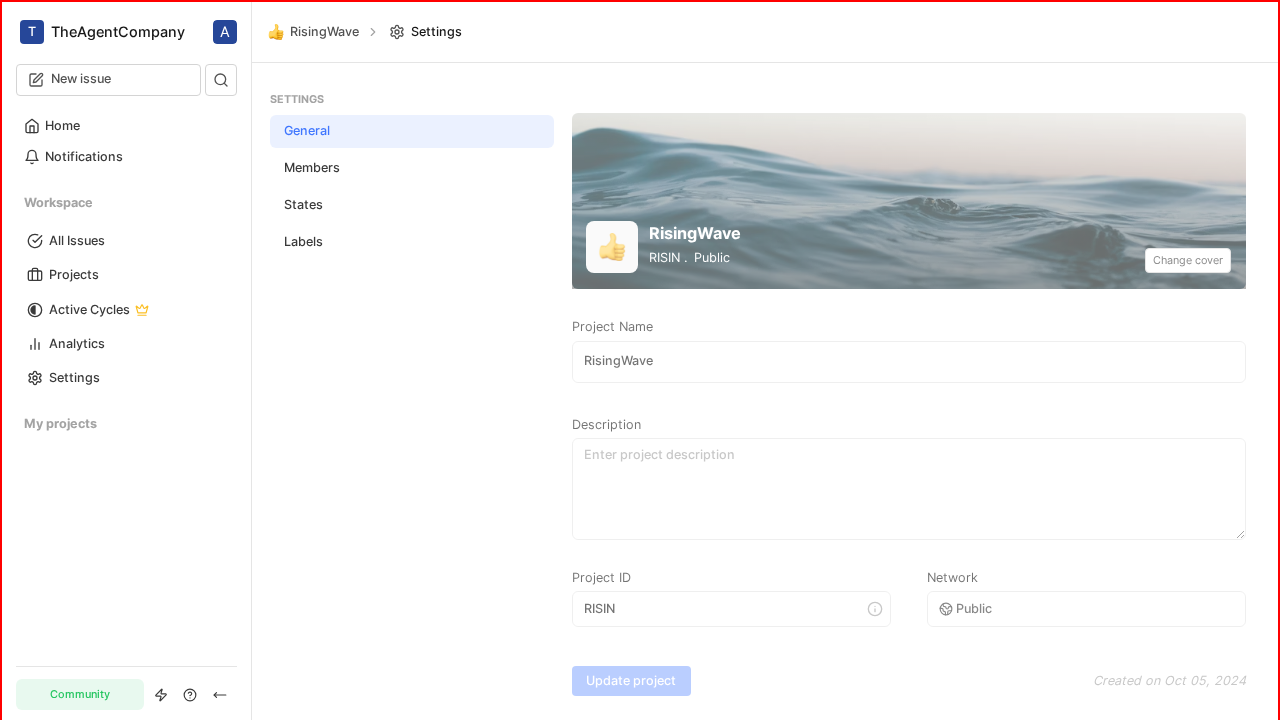 T TheAgentCompany A
New issue
Home
Notifications
Workspace
All Issues
Projects
Active Cycles
Analytics
Settings
My projects
Community
RisingWave Settings
SETTINGS
General
Members
States
Labels
RisingWave
RISIN . Public
Change cover
Project Name
RisingWave
Description
Enter project description
Project ID
RISIN
Network
Public
Update project
Created on Oct 05, 2024